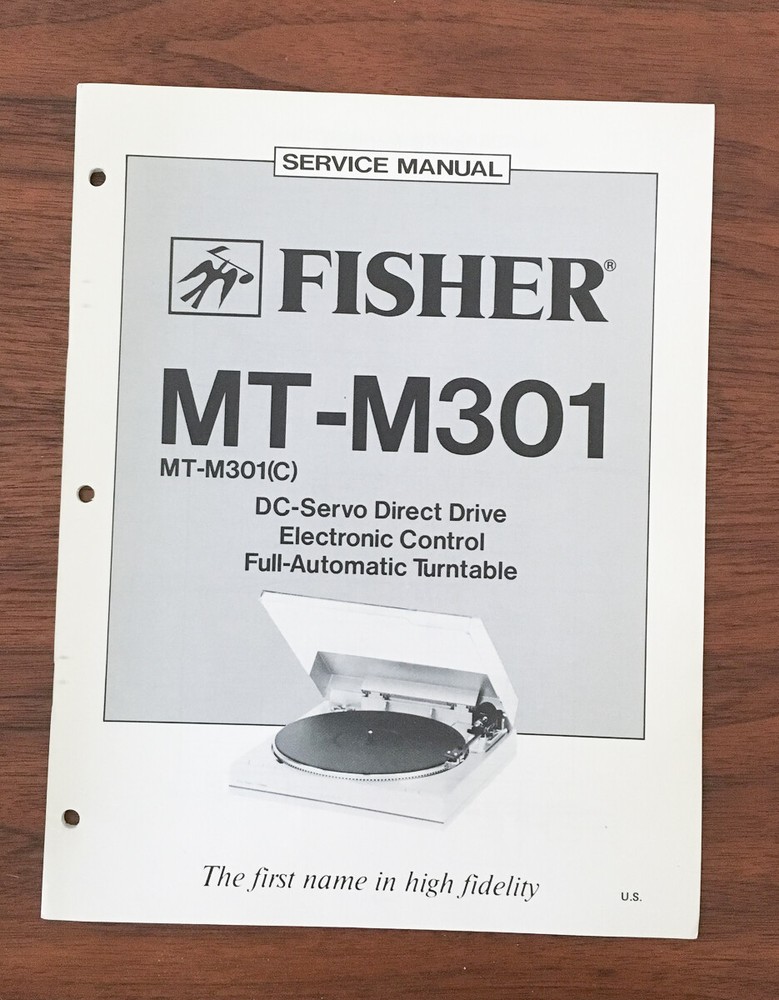 SERVICE MANUAL
FISHER®
MT-M301
MT-M301(C)
DC-Servo Direct Drive
Electronic Control
Full-Automatic Turntable
The first name in high fidelity
U.S.